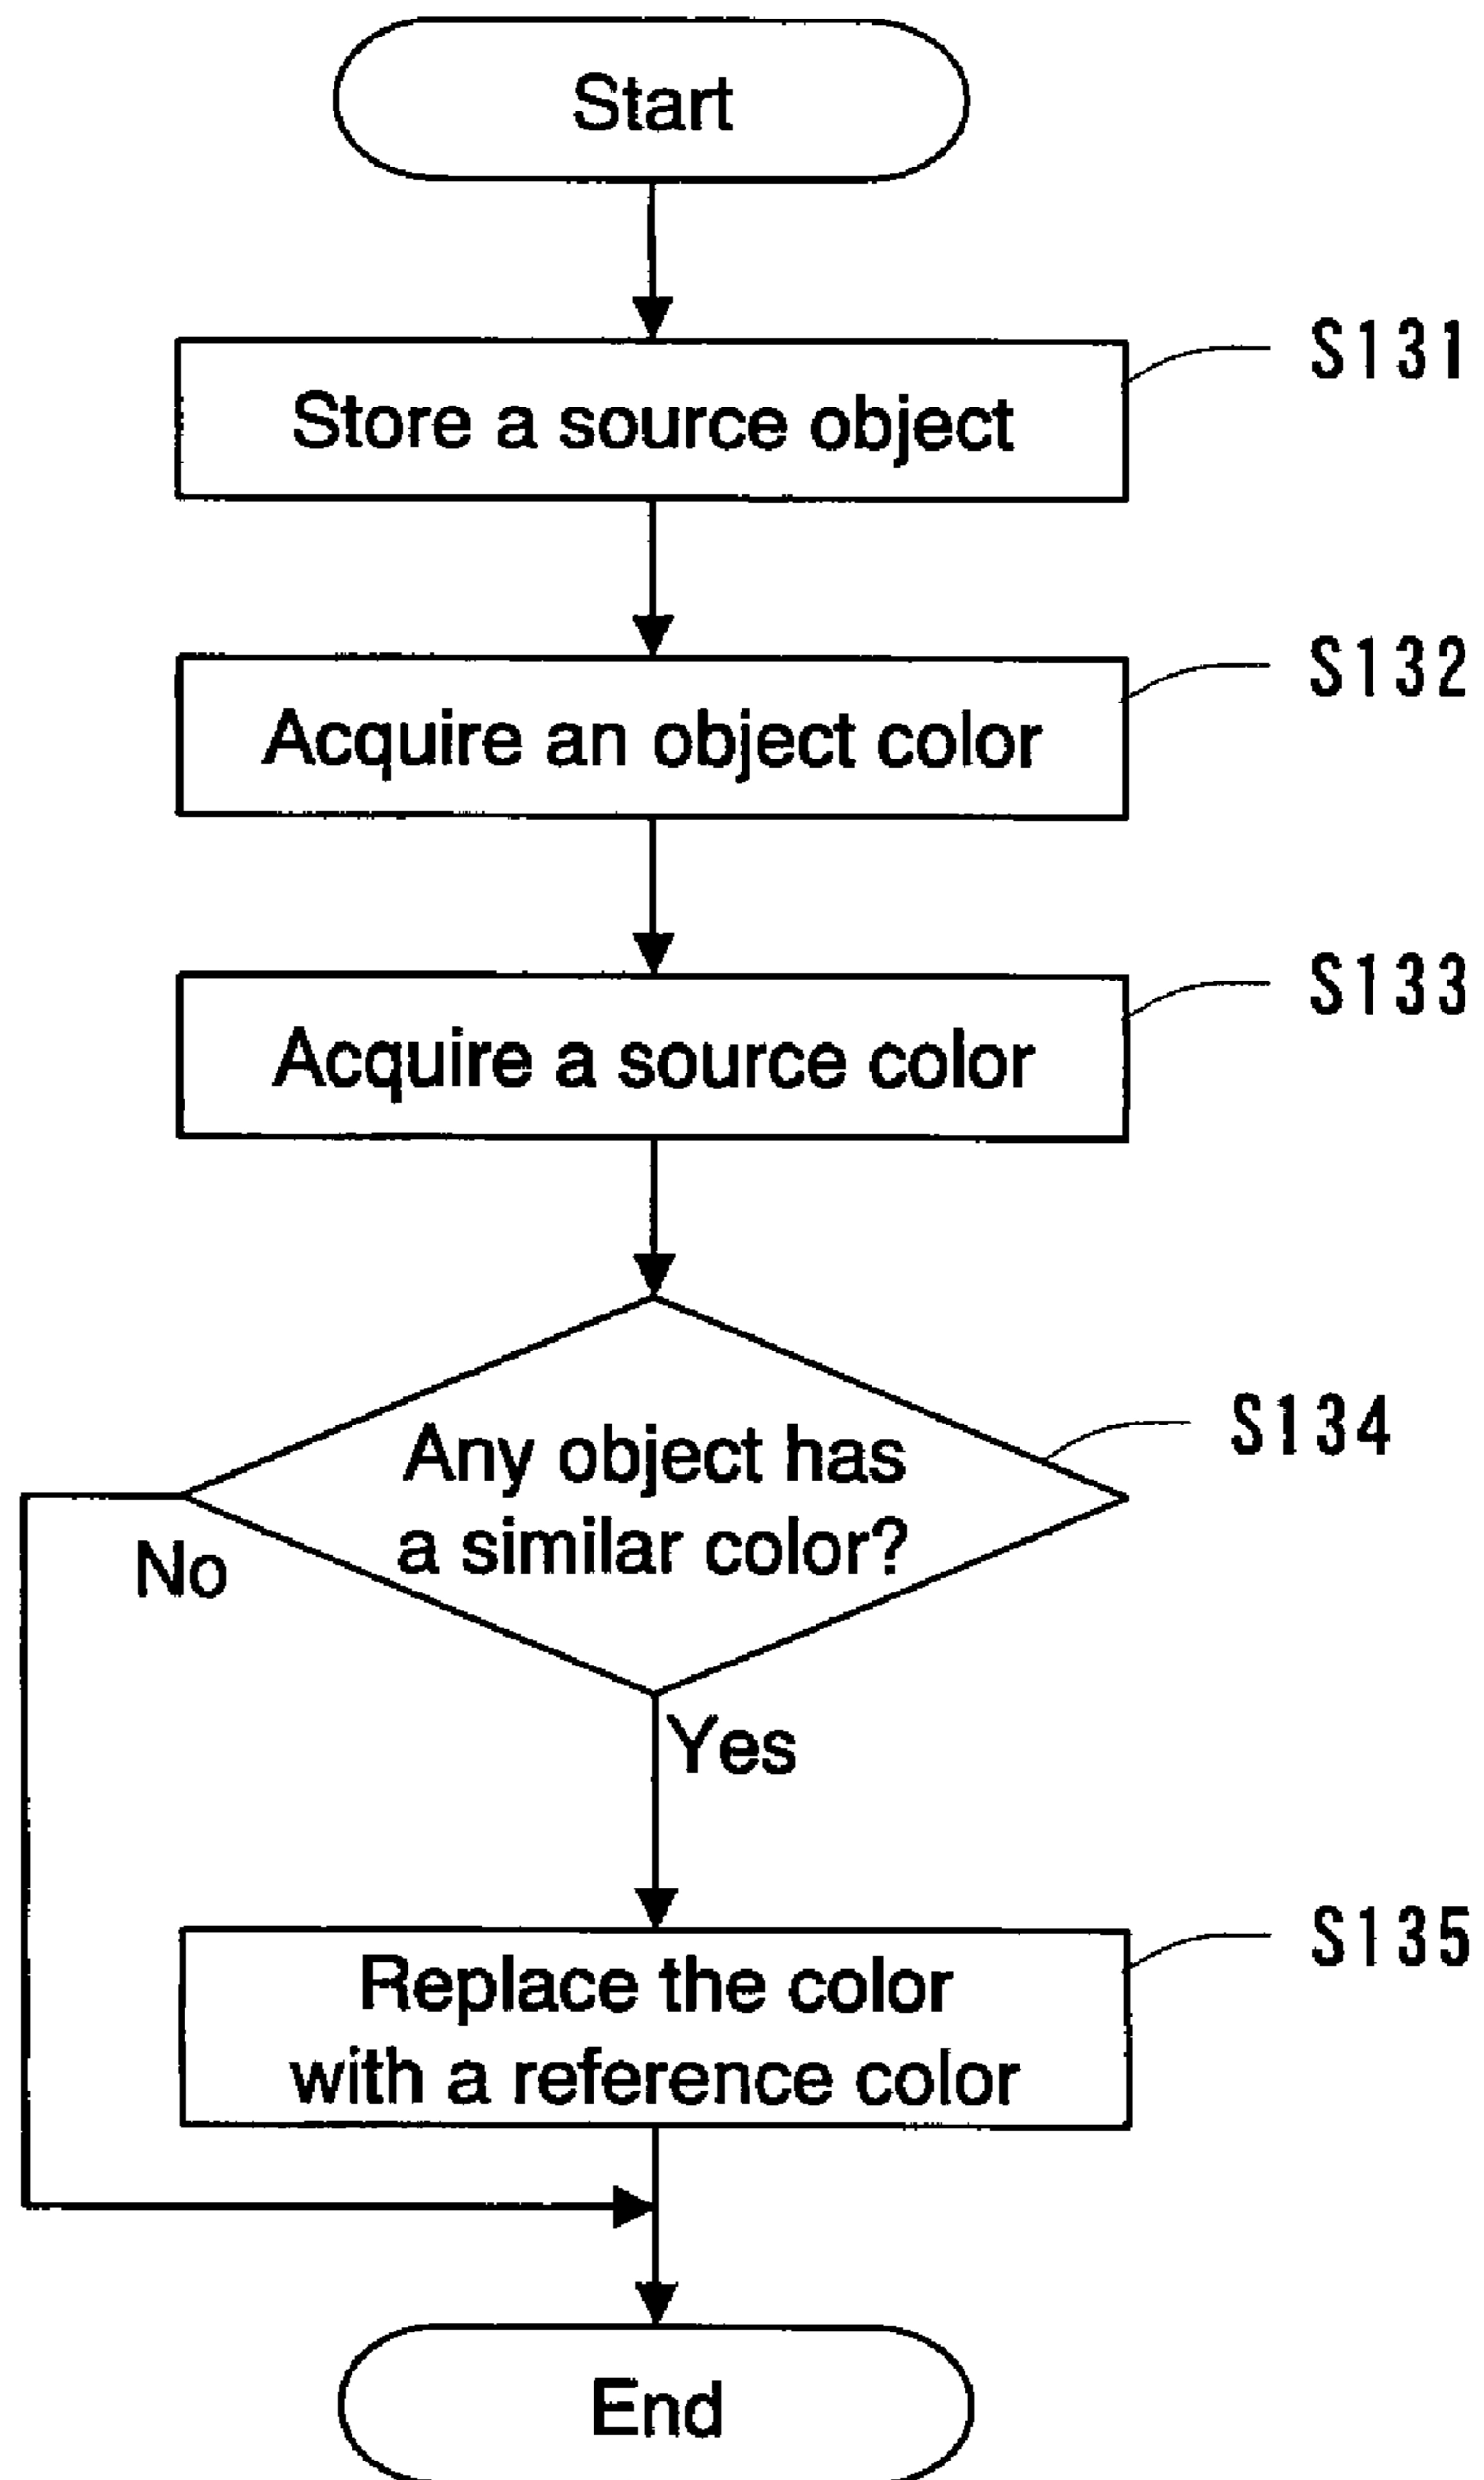 Start
S131
Store a source object
S132
Acquire an object color
S133
Acquire a source color
S134
Any object has
a similar color?
No
Yes
S135
Replace the color
with a reference color
End